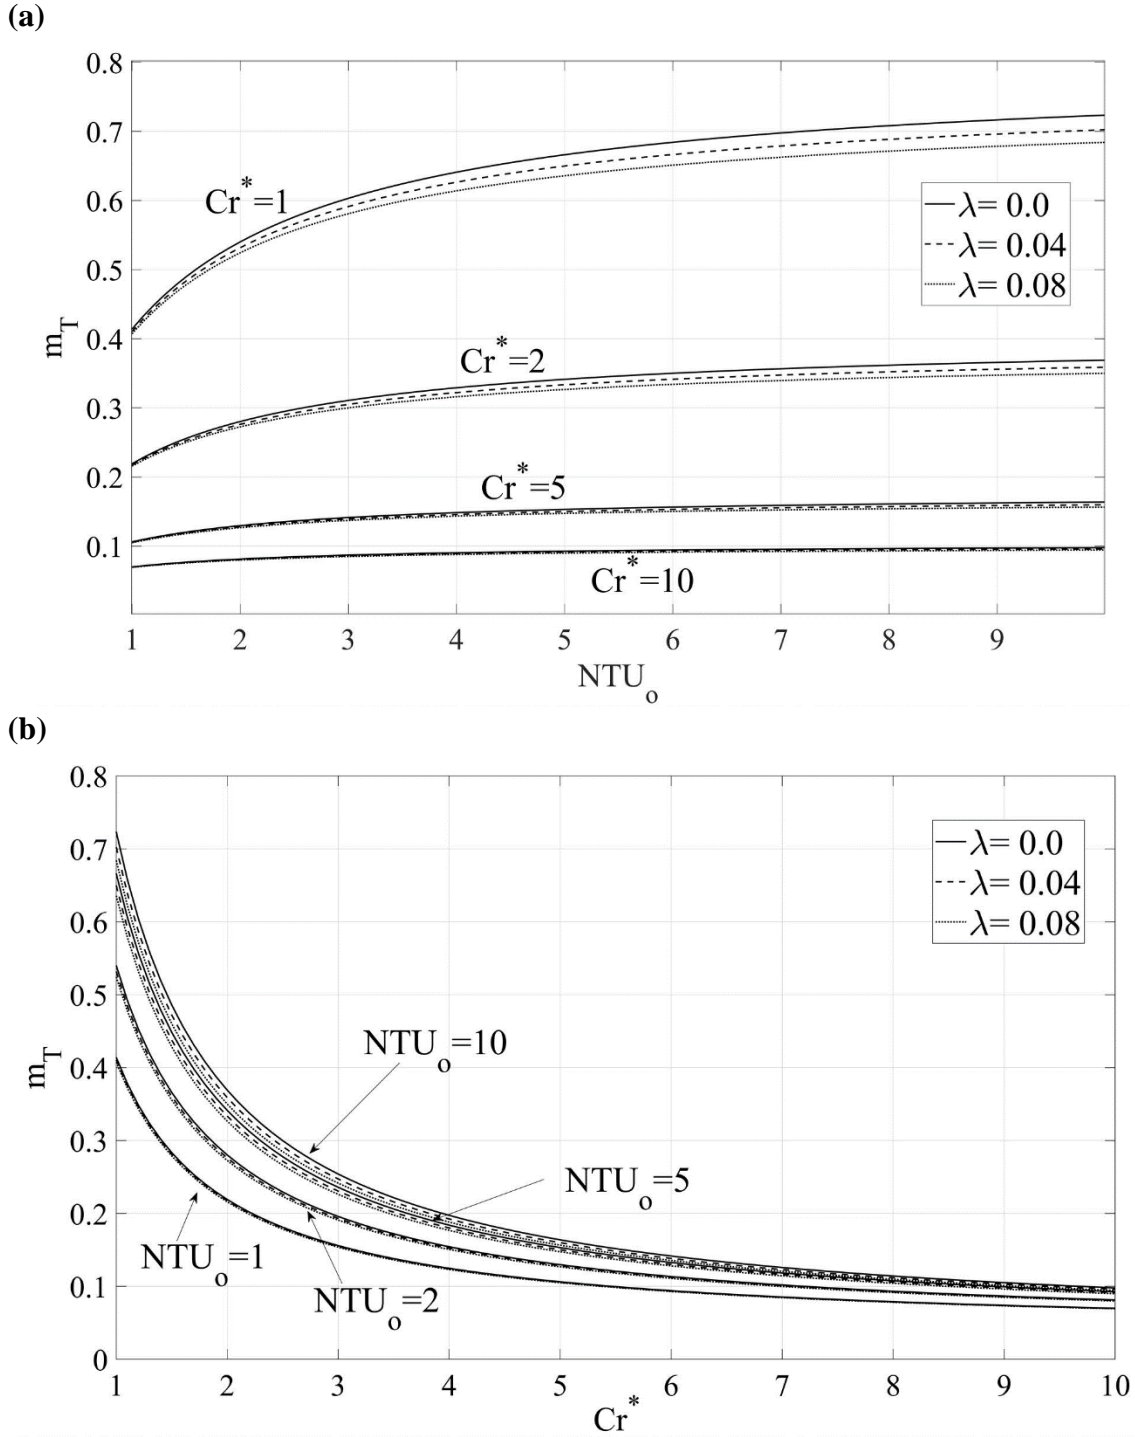 (a)
0.8
0.7
0.6
0.5
0.4
0.3
0.2
0.1
m_T
Cr*=1
Cr*=2
Cr*=5
Cr*=10
λ= 0.0
λ= 0.04
λ= 0.08
1 2 3 4 5 6 7 8 9
NTU_o
(b)
0.8
0.7
0.6
0.5
0.4
0.3
0.2
0.1
0
m_T
λ= 0.0
λ= 0.04
λ= 0.08
NTU_o=10
NTU_o=5
NTU_o=1
NTU_o=2
1 2 3 4 5 6 7 8 9 10
Cr*